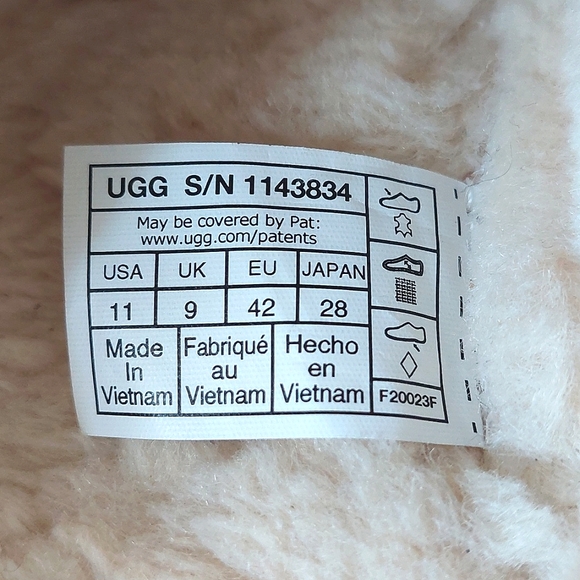 UGG S/N 1143834
May be covered by Pat:
www.ugg.com/patents
USA UK EU JAPAN
11 9 42 28
Made In Vietnam
Fabriqué au Vietnam
Hecho en Vietnam
F20023F